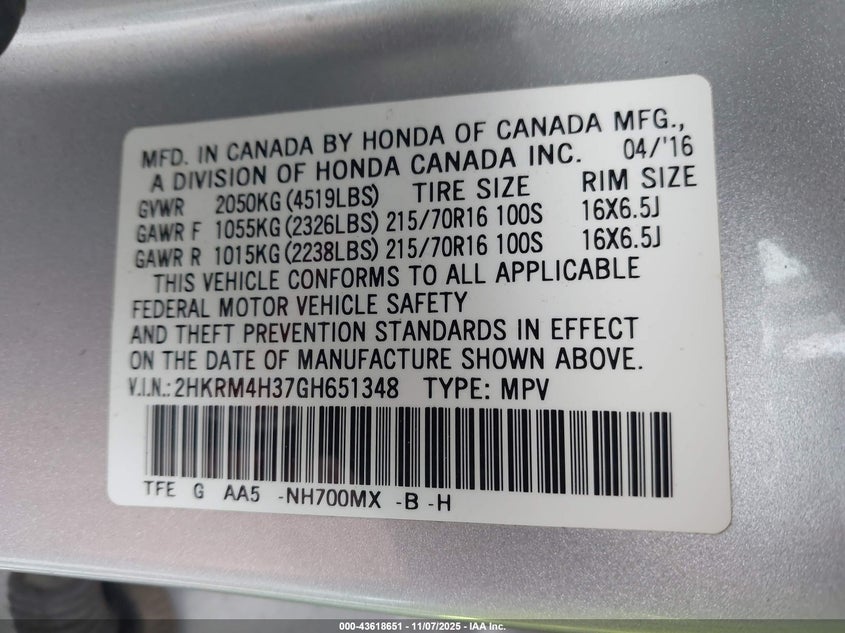 MFD. IN CANADA BY HONDA OF CANADA MFG.,
A DIVISION OF HONDA CANADA INC. 04/'16
GVWR 2050KG (4519LBS) TIRE SIZE RIM SIZE
GAWR F 1055KG (2326LBS) 215/70R16 100S 16X6.5J
GAWR R 1015KG (2238LBS) 215/70R16 100S 16X6.5J
THIS VEHICLE CONFORMS TO ALL APPLICABLE
FEDERAL MOTOR VEHICLE SAFETY
AND THEFT PREVENTION STANDARDS IN EFFECT
ON THE DATE OF MANUFACTURE SHOWN ABOVE.
V.I.N.: 2HKRM4H37GH651348 TYPE: MPV
TFE G AA5 -NH700MX -B -H
000-43618651 - 11/07/2025 - IAA Inc.